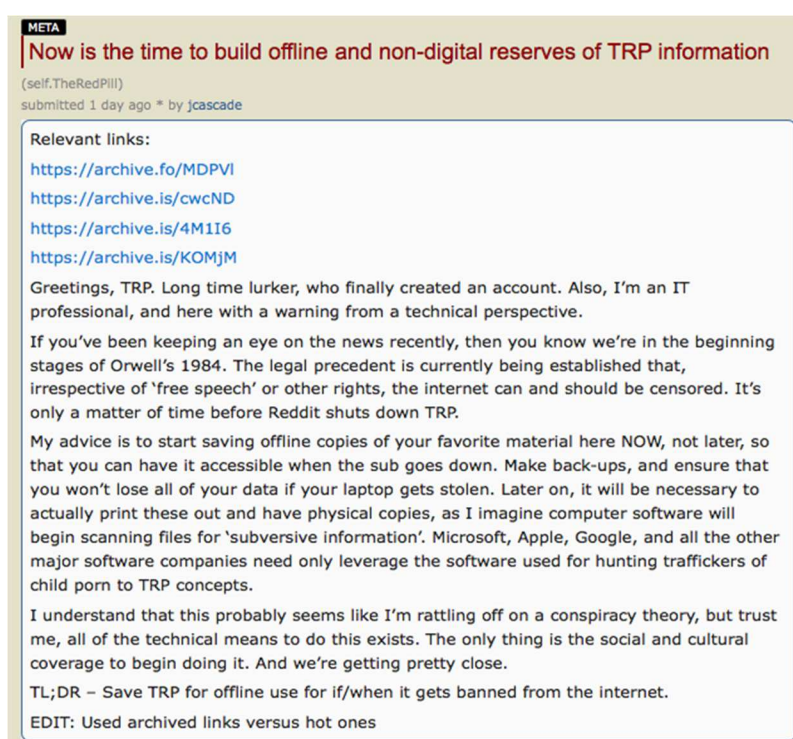 META
Now is the time to build offline and non-digital reserves of TRP information
(self.TheRedPill)
submitted 1 day ago * by jcascade
Relevant links:
https://archive.fo/MDPVl
https://archive.is/cwcND
https://archive.is/4M1I6
https://archive.is/KOMjM
Greetings, TRP. Long time lurker, who finally created an account. Also, I'm an IT
professional, and here with a warning from a technical perspective.
If you've been keeping an eye on the news recently, then you know we're in the beginning
stages of Orwell's 1984. The legal precedent is currently being established that,
irrespective of 'free speech' or other rights, the internet can and should be censored. It's
only a matter of time before Reddit shuts down TRP.
My advice is to start saving offline copies of your favorite material here NOW, not later, so
that you can have it accessible when the sub goes down. Make back-ups, and ensure that
you won't lose all of your data if your laptop gets stolen. Later on, it will be necessary to
actually print these out and have physical copies, as I imagine computer software will
begin scanning files for 'subversive information'. Microsoft, Apple, Google, and all the other
major software companies need only leverage the software used for hunting traffickers of
child porn to TRP concepts.
I understand that this probably seems like I'm rattling off on a conspiracy theory, but trust
me, all of the technical means to do this exists. The only thing is the social and cultural
coverage to begin doing it. And we're getting pretty close.
TL;DR – Save TRP for offline use for if/when it gets banned from the internet.
EDIT: Used archived links versus hot ones